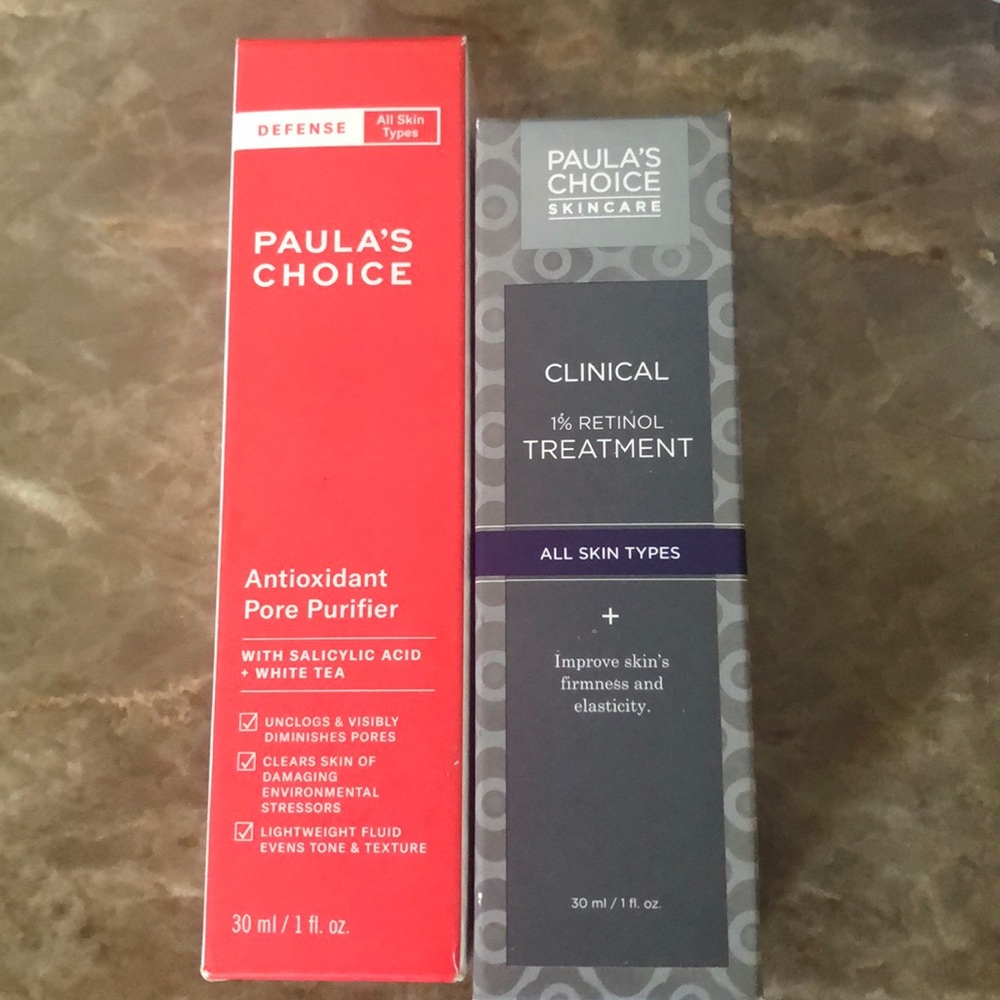 DEFENSE
All Skin
Types
PAULA'S
CHOICE
Antioxidant
Pore Purifier
WITH SALICYLIC ACID
+ WHITE TEA
UNCLOGS & VISIBLY
DIMINISHES PORES
CLEARS SKIN OF
DAMAGING
ENVIRONMENTAL
STRESSORS
LIGHTWEIGHT FLUID
EVENS TONE & TEXTURE
30 ml / 1 fl. oz.
PAULA'S
CHOICE
SKINCARE
CLINICAL
1% RETINOL
TREATMENT
ALL SKIN TYPES
+
Improve skin's
firmness and
elasticity.
30 ml / 1 fl. oz.